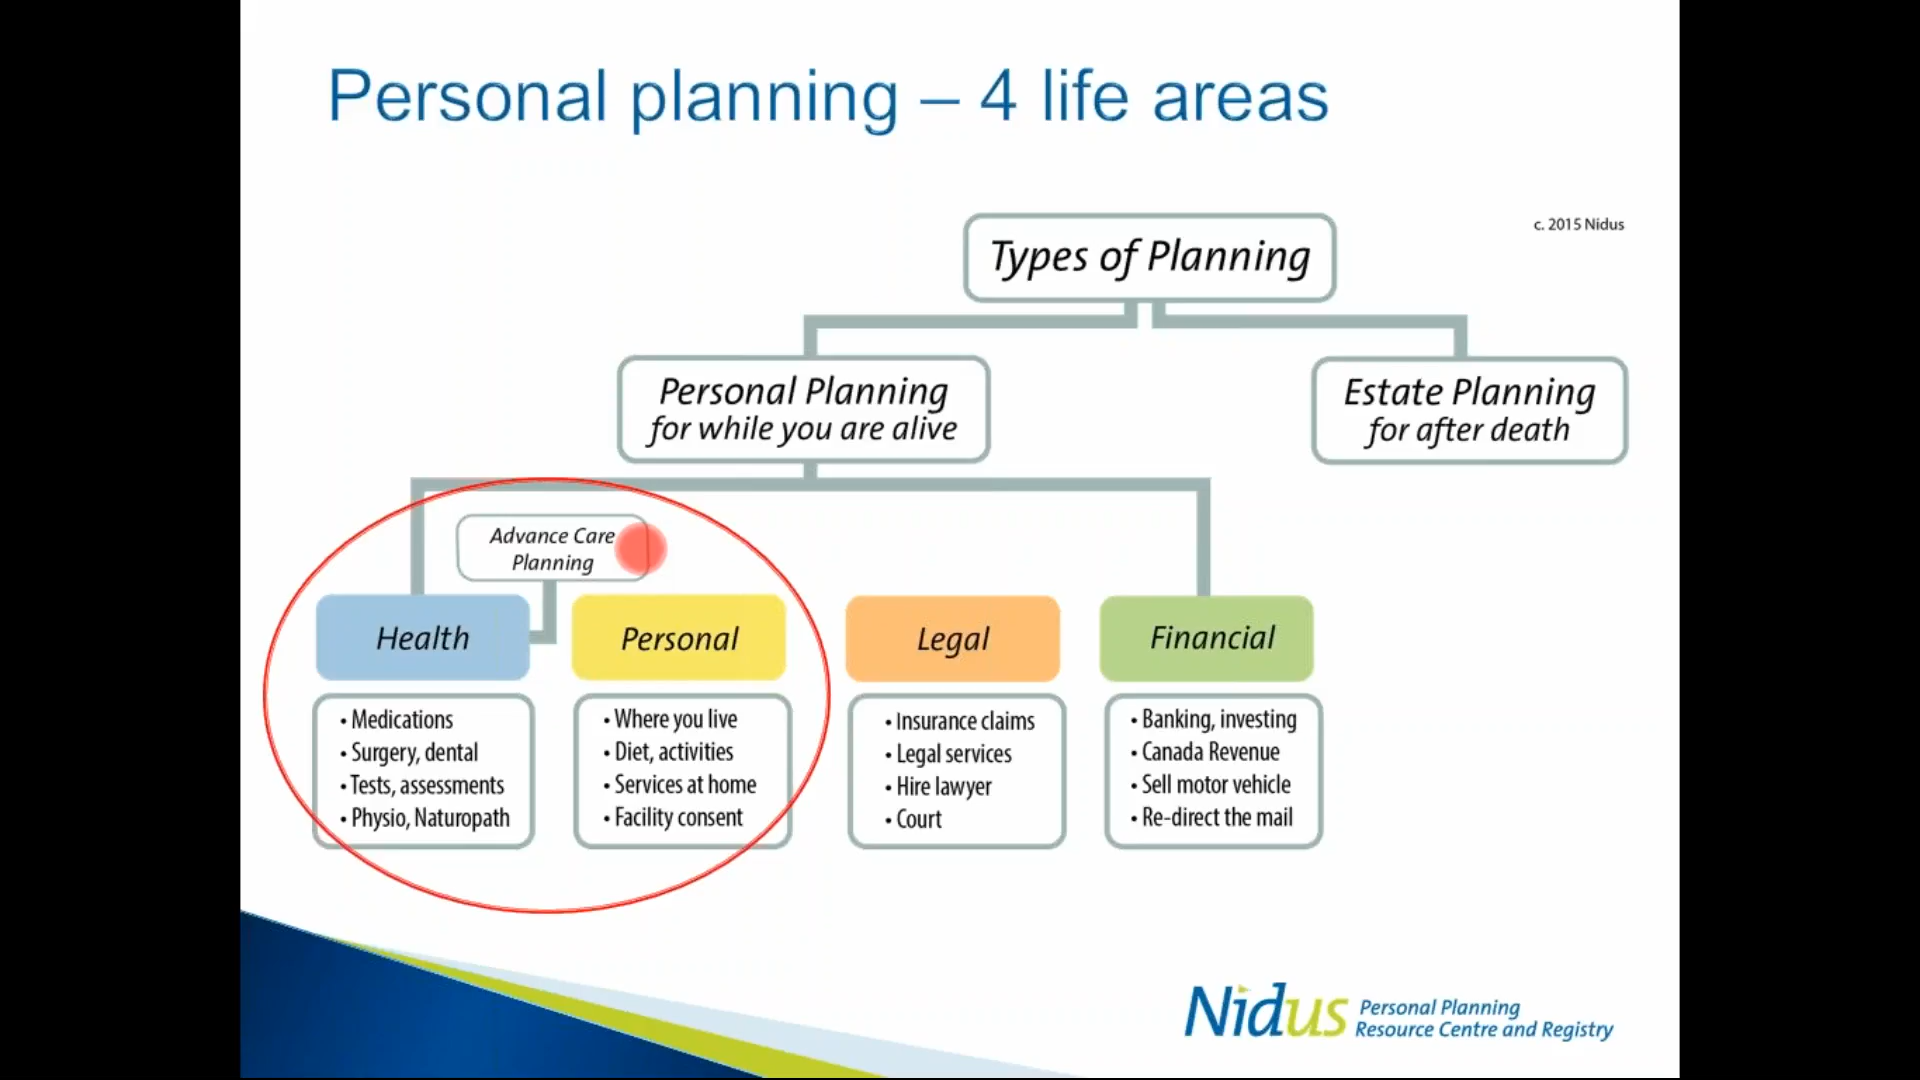 Personal planning – 4 life areas
c. 2015 Nidus
Types of Planning
Personal Planning
for while you are alive
Estate Planning
for after death
Advance Care
Planning
Health
Personal
Legal
Financial
• Medications
• Surgery, dental
• Tests, assessments
• Physio, Naturopath
• Where you live
• Diet, activities
• Services at home
• Facility consent
• Insurance claims
• Legal services
• Hire lawyer
• Court
• Banking, investing
• Canada Revenue
• Sell motor vehicle
• Re-direct the mail
Nidus
Personal Planning
Resource Centre and Registry